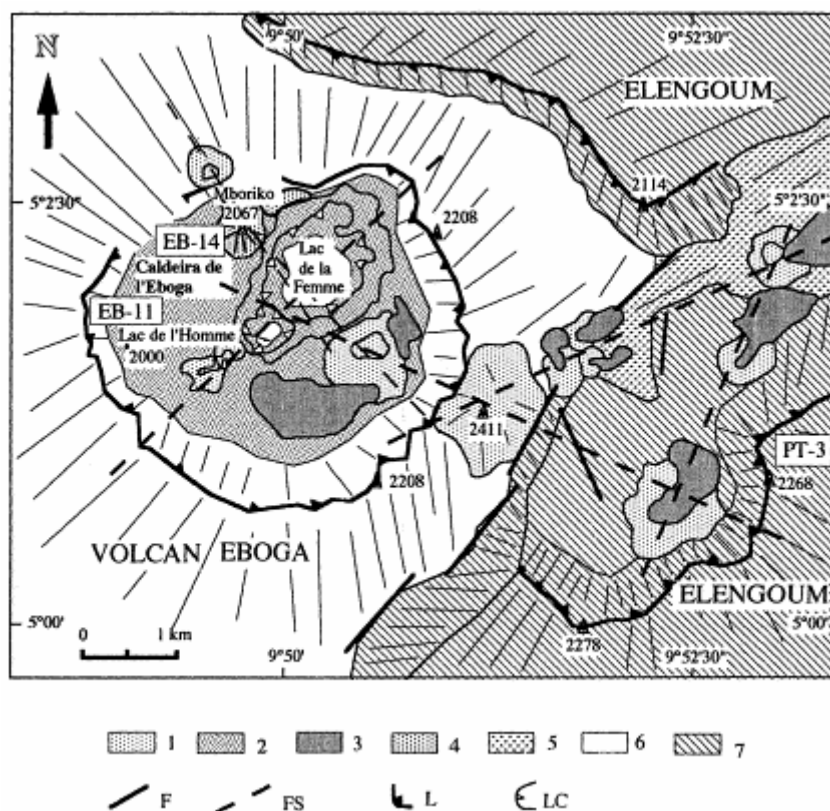 9°50'
9°52'30"
N
ELENGOUM
2114
5°2'30"
Mboriko
2067
2208
5°2'30"
EB-14
Lac
de la
Femme
Caldeira de
l'Eboga
EB-11
Lac de l'Homme
2000
2411
PT-3
2268
2208
VOLCAN EBOGA
ELENGOUM
5°00'
5°00'
0 1 km
2278
9°50'
9°52'30"
1 2 3 4 5 6 7
F FS L LC